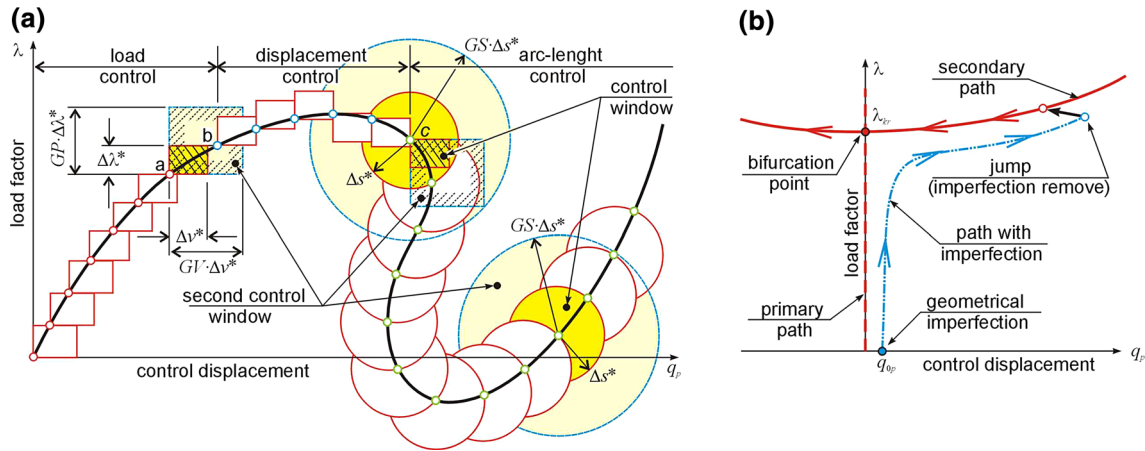 (a)
λ
load
control
displacement
control
GS·Δs*
arc-lenght
control
control
window
GP·Δλ*
Δλ*
a
b
c
Δs*
load factor
Δv*
GV·Δv*
GS·Δs*
second control
window
Δs*
control displacement
q_p
(b)
λ
secondary
path
λ_kr
bifurcation
point
jump
(imperfection remove)
load factor
path with
imperfection
primary
path
geometrical
imperfection
q_0p
control displacement
q_p